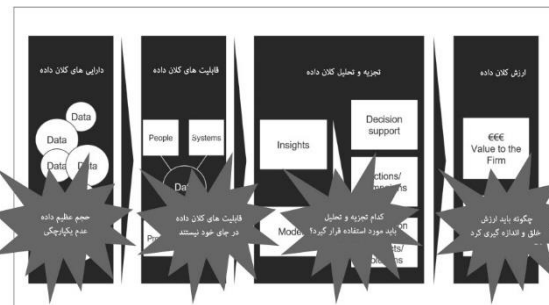 دارایی های کلان داده
قابلیت های کلان داده
تجزیه و تحلیل کلان داده
ارزش کلان داده
Data
Data
Data
Data
People
Systems
Insights
Decision
support
€€€
Value to the
Firm
حجم عظیم داده
عدم یکپارچگی
قابلیت های کلان داده
در جای خود نیستند
کدام تجزیه و تحلیل
باید مورد استفاده قرار گیرد؟
چگونه باید ارزش
خلق و اندازه گیری کرد